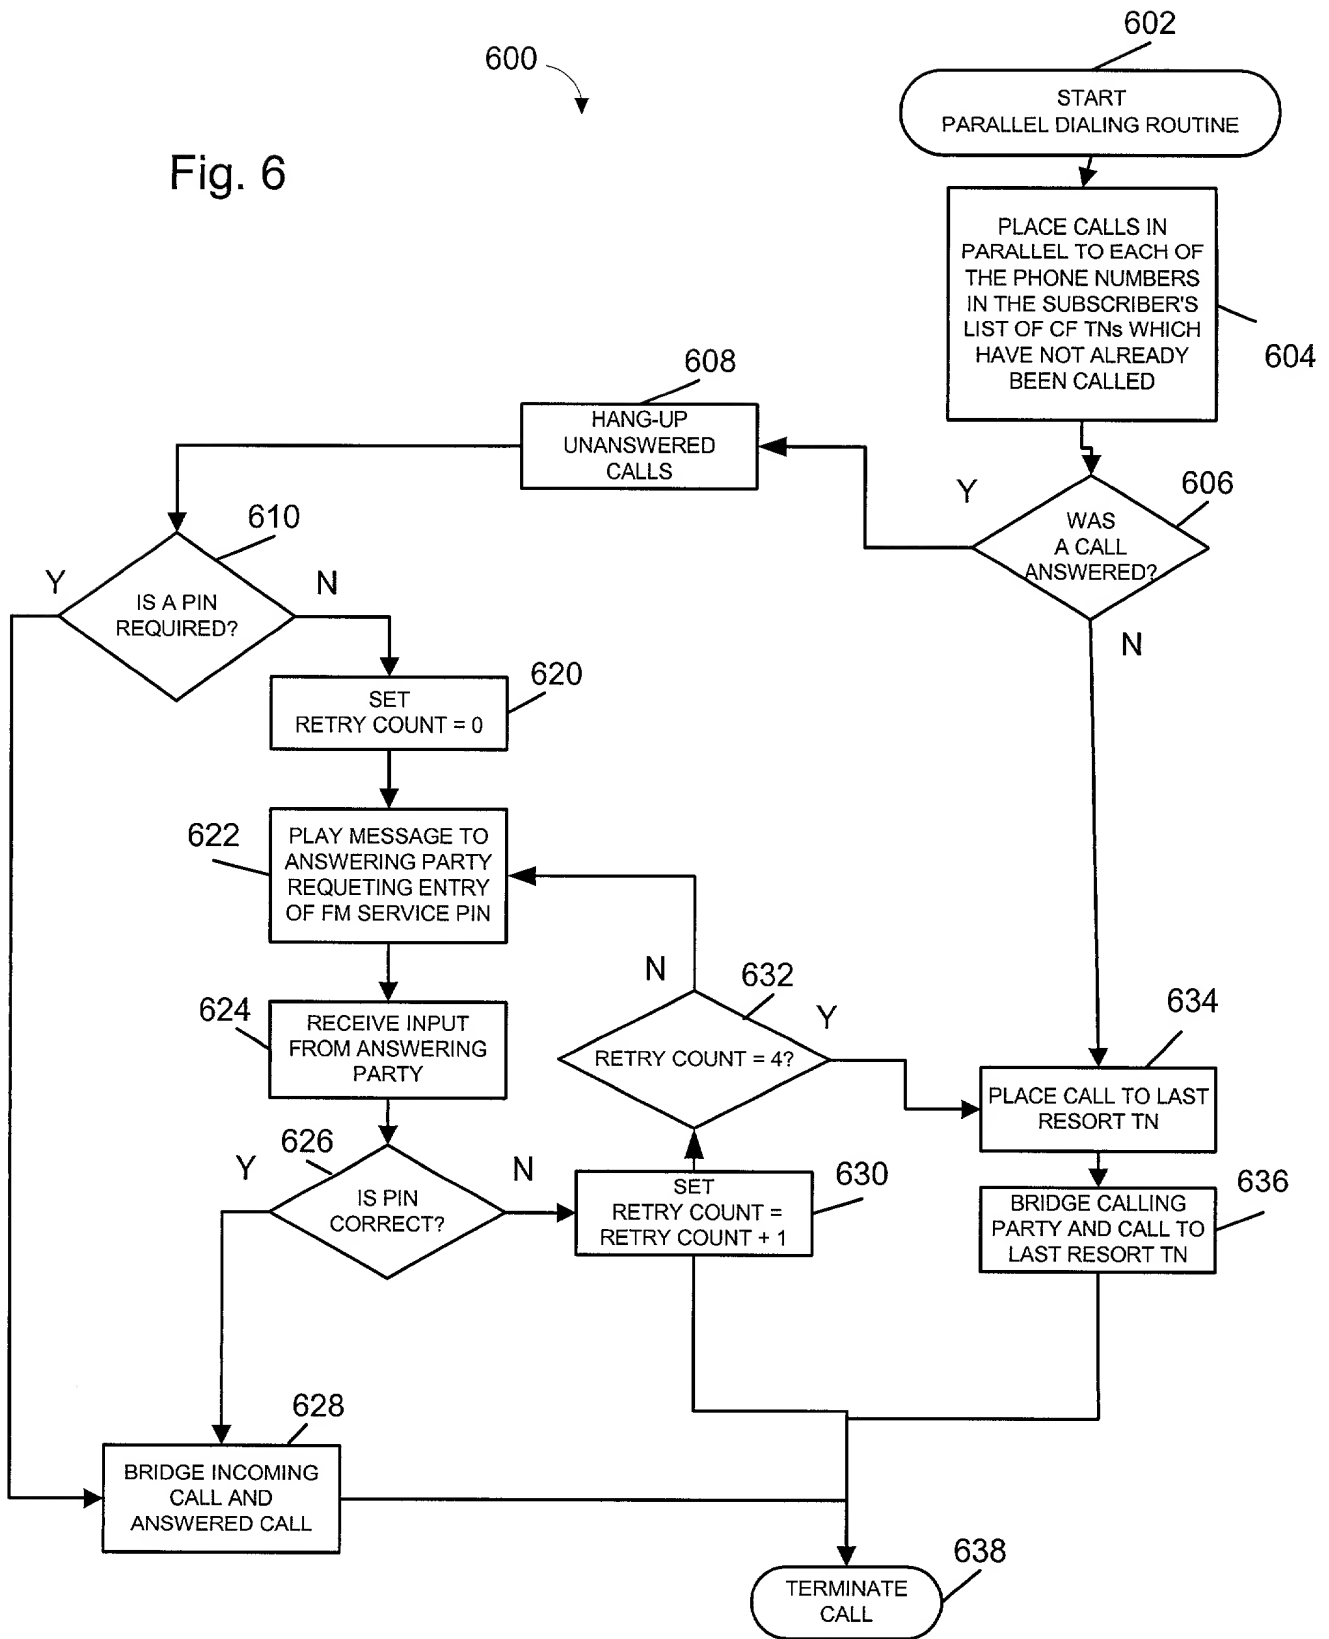 602
600
START
PARALLEL DIALING ROUTINE
Fig. 6
PLACE CALLS IN
PARALLEL TO EACH OF
THE PHONE NUMBERS
IN THE SUBSCRIBER'S
LIST OF CF TNs WHICH
HAVE NOT ALREADY
BEEN CALLED
604
608
HANG-UP
UNANSWERED
CALLS
Y
606
WAS
A CALL
ANSWERED?
N
610
Y
N
IS A PIN
REQUIRED?
620
SET
RETRY COUNT = 0
622
PLAY MESSAGE TO
ANSWERING PARTY
REQUETING ENTRY
OF FM SERVICE PIN
624
RECEIVE INPUT
FROM ANSWERING
PARTY
N
632
Y
RETRY COUNT = 4?
634
PLACE CALL TO LAST
RESORT TN
626
Y
N
IS PIN
CORRECT?
630
SET
RETRY COUNT =
RETRY COUNT + 1
636
BRIDGE CALLING
PARTY AND CALL TO
LAST RESORT TN
628
BRIDGE INCOMING
CALL AND
ANSWERED CALL
638
TERMINATE
CALL